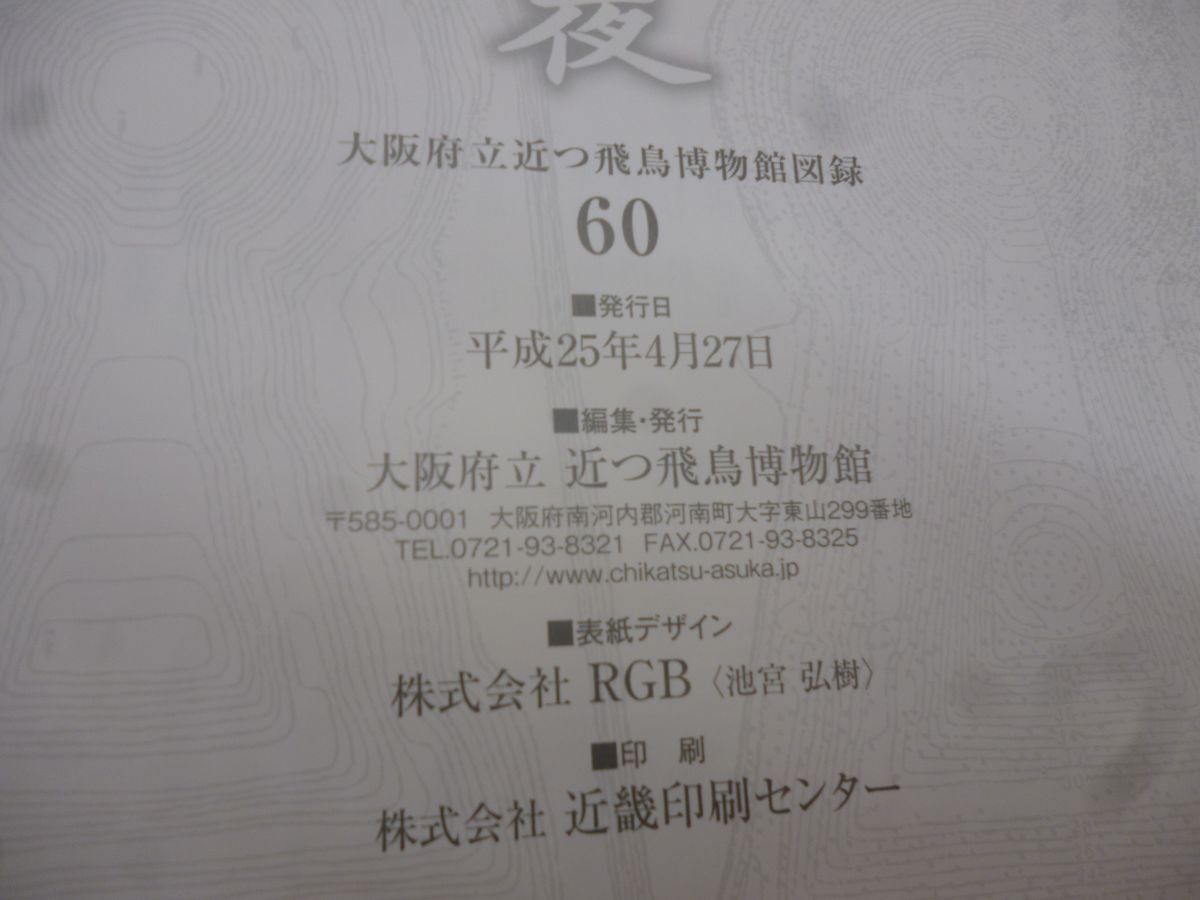 夜
大阪府立近つ飛鳥博物館図録
60
■発行日
平成25年4月27日
■編集・発行
大阪府立 近つ飛鳥博物館
〒585-0001 大阪府南河内郡河南町大字東山299番地
TEL.0721-93-8321 FAX.0721-93-8325
http://www.chikatsu-asuka.jp
■表紙デザイン
株式会社 RGB〈池宮 弘樹〉
■印 刷
株式会社 近畿印刷センター